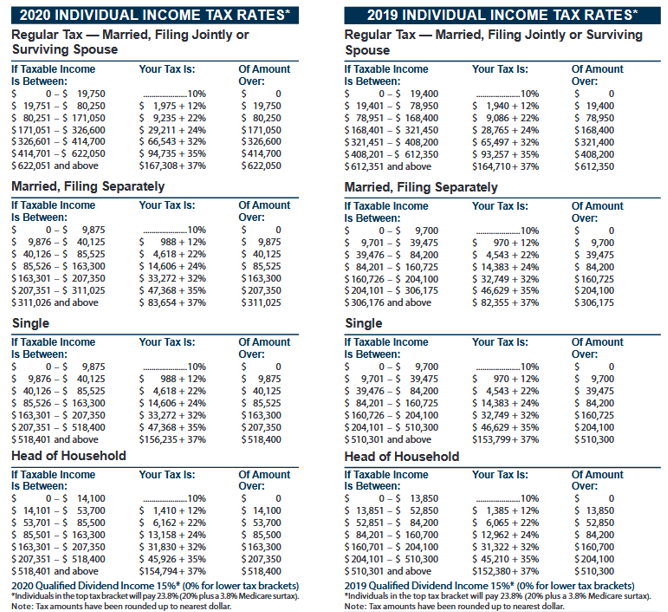 2020 INDIVIDUAL INCOME TAX RATES*
Regular Tax — Married, Filing Jointly or
Surviving Spouse
If Taxable Income Your Tax Is: Of Amount
Is Between: Over:
$ 0 – $ 19,750 ....................10% $ 0
$ 19,751 – $ 80,250 $ 1,975 + 12% $ 19,750
$ 80,251 – $ 171,050 $ 9,235 + 22% $ 80,250
$171,051 – $ 326,600 $ 29,211 + 24% $171,050
$326,601 – $ 414,700 $ 66,543 + 32% $326,600
$414,701 – $ 622,050 $ 94,735 + 35% $414,700
$622,051 and above $167,308 + 37% $622,050
Married, Filing Separately
If Taxable Income Your Tax Is: Of Amount
Is Between: Over:
$ 0 – $ 9,875 ....................10% $ 0
$ 9,876 – $ 40,125 $ 988 + 12% $ 9,875
$ 40,126 – $ 85,525 $ 4,618 + 22% $ 40,125
$ 85,526 – $ 163,300 $ 14,606 + 24% $ 85,525
$163,301 – $ 207,350 $ 33,272 + 32% $163,300
$207,351 – $ 311,025 $ 47,368 + 35% $207,350
$311,026 and above $ 83,654 + 37% $311,025
Single
If Taxable Income Your Tax Is: Of Amount
Is Between: Over:
$ 0 – $ 9,875 ....................10% $ 0
$ 9,876 – $ 40,125 $ 988 + 12% $ 9,875
$ 40,126 – $ 85,525 $ 4,618 + 22% $ 40,125
$ 85,526 – $ 163,300 $ 14,606 + 24% $ 85,525
$163,301 – $ 207,350 $ 33,272 + 32% $163,300
$207,351 – $ 518,400 $ 47,368 + 35% $207,350
$518,401 and above $156,235 + 37% $518,400
Head of Household
If Taxable Income Your Tax Is: Of Amount
Is Between: Over:
$ 0 – $ 14,100 ....................10% $ 0
$ 14,101 – $ 53,700 $ 1,410 + 12% $ 14,100
$ 53,701 – $ 85,500 $ 6,162 + 22% $ 53,700
$ 85,501 – $ 163,300 $ 13,158 + 24% $ 85,500
$163,301 – $ 207,350 $ 31,830 + 32% $163,300
$207,351 – $ 518,400 $ 45,926 + 35% $207,350
$518,401 and above $154,794 + 37% $518,400
2020 Qualified Dividend Income 15%* (0% for lower tax brackets)
*Individuals in the top tax bracket will pay 23.8% (20% plus a 3.8% Medicare surtax).
Note: Tax amounts have been rounded up to nearest dollar.
2019 INDIVIDUAL INCOME TAX RATES*
Regular Tax — Married, Filing Jointly or Surviving
Spouse
If Taxable Income Your Tax Is: Of Amount
Is Between: Over:
$ 0 – $ 19,400 ....................10% $ 0
$ 19,401 – $ 78,950 $ 1,940 + 12% $ 19,400
$ 78,951 – $ 168,400 $ 9,086 + 22% $ 78,950
$168,401 – $ 321,450 $ 28,765 + 24% $168,400
$321,451 – $ 408,200 $ 65,497 + 32% $321,400
$408,201 – $ 612,350 $ 93,257 + 35% $408,200
$612,351 and above $164,710 + 37% $612,350
Married, Filing Separately
If Taxable Income Your Tax Is: Of Amount
Is Between: Over:
$ 0 – $ 9,700 ....................10% $ 0
$ 9,701 – $ 39,475 $ 970 + 12% $ 9,700
$ 39,476 – $ 84,200 $ 4,543 + 22% $ 39,475
$ 84,201 – $ 160,725 $ 14,383 + 24% $ 84,200
$160,726 – $ 204,100 $ 32,749 + 32% $160,725
$204,101 – $ 306,175 $ 46,629 + 35% $204,100
$306,176 and above $ 82,355 + 37% $306,175
Single
If Taxable Income Your Tax Is: Of Amount
Is Between: Over:
$ 0 – $ 9,700 ....................10% $ 0
$ 9,701 – $ 39,475 $ 970 + 12% $ 9,700
$ 39,476 – $ 84,200 $ 4,543 + 22% $ 39,475
$ 84,201 – $ 160,725 $ 14,383 + 24% $ 84,200
$160,726 – $ 204,100 $ 32,749 + 32% $160,725
$204,101 – $ 510,300 $ 46,629 + 35% $204,100
$510,301 and above $153,799 + 37% $510,300
Head of Household
If Taxable Income Your Tax Is: Of Amount
Is Between: Over:
$ 0 – $ 13,850 ....................10% $ 0
$ 13,851 – $ 52,850 $ 1,385 + 12% $ 13,850
$ 52,851 – $ 84,200 $ 6,065 + 22% $ 52,850
$ 84,201 – $ 160,700 $ 12,962 + 24% $ 84,200
$160,701 – $ 204,100 $ 31,322 + 32% $160,700
$204,101 – $ 510,300 $ 45,210 + 35% $204,100
$510,301 and above $152,380 + 37% $510,300
2019 Qualified Dividend Income 15%* (0% for lower tax brackets)
*Individuals in the top tax bracket will pay 23.8% (20% plus a 3.8% Medicare surtax).
Note: Tax amounts have been rounded up to nearest dollar.